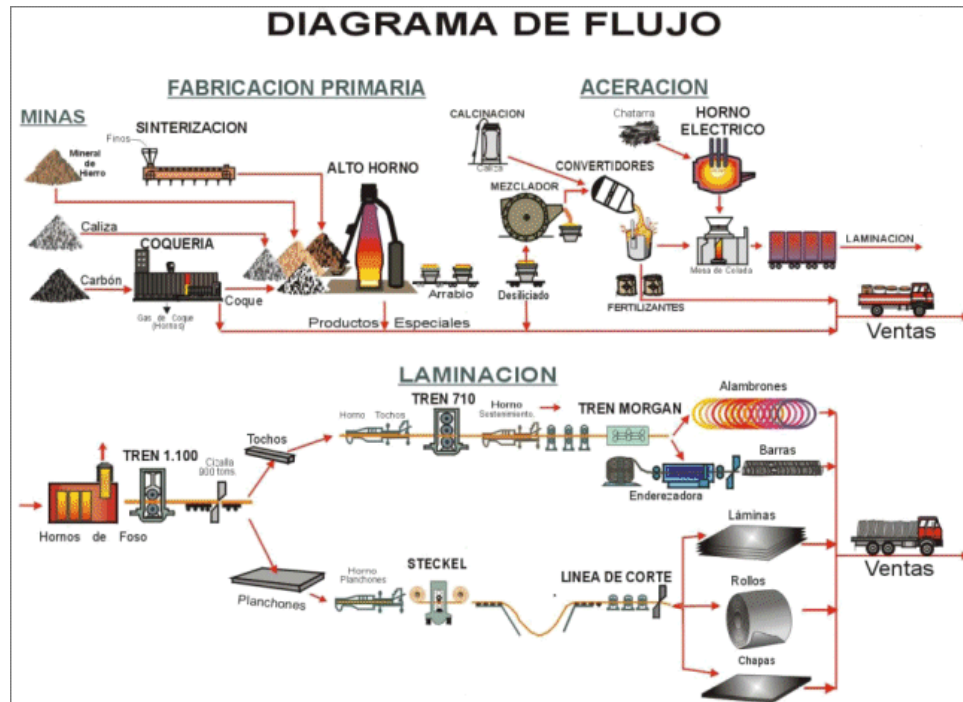 DIAGRAMA DE FLUJO
FABRICACION PRIMARIA
ACERACION
MINAS
SINTERIZACION
Finos
Mineral
de
Hierro
ALTO HORNO
CALCINACION
Caliza
Chatarra
HORNO
ELECTRICO
CONVERTIDORES
MEZCLADOR
Caliza
COQUERIA
Carbón
Coque
Gas de Coque
Arrabio
Desiliciado
Mesa de Colada
LAMINACION
FERTILIZANTES
Productos Especiales
Ventas
LAMINACION
TREN 710
Horno Tochos
Horno
Sostenimiento.
TREN MORGAN
Alambrones
Tochos
TREN 1.100
Cizalla
900 tons.
Barras
Enderezadora
Hornos de Foso
Láminas
Ventas
Planchones
Horno
Planchones
STECKEL
LINEA DE CORTE
Rollos
Chapas